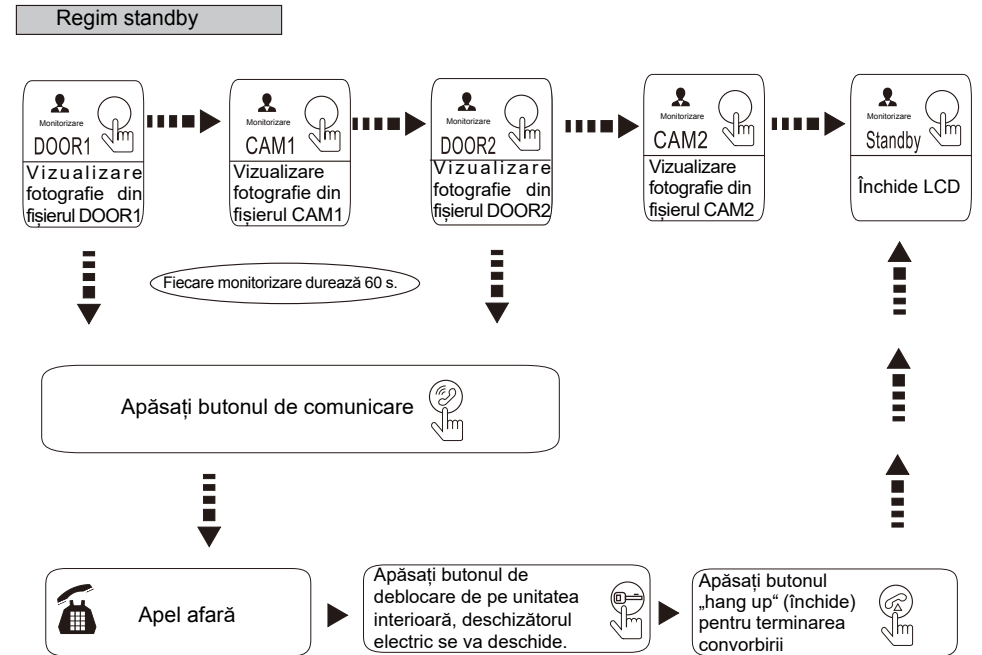 Regim standby
Monitorizare
DOOR1
Vizualizare
fotografie din
fișierul DOOR1
Monitorizare
CAM1
Vizualizare
fotografie din
fișierul CAM1
Monitorizare
DOOR2
Vizualizare
fotografie din
fișierul DOOR2
Monitorizare
CAM2
Vizualizare
fotografie din
fișierul CAM2
Monitorizare
Standby
Închide LCD
Fiecare monitorizare durează 60 s.
Apăsați butonul de comunicare
Apel afară
Apăsați butonul de
deblocare de pe unitatea
interioară, deschizătorul
electric se va deschide.
Apăsați butonul
„hang up“ (închide)
pentru terminarea
convorbirii